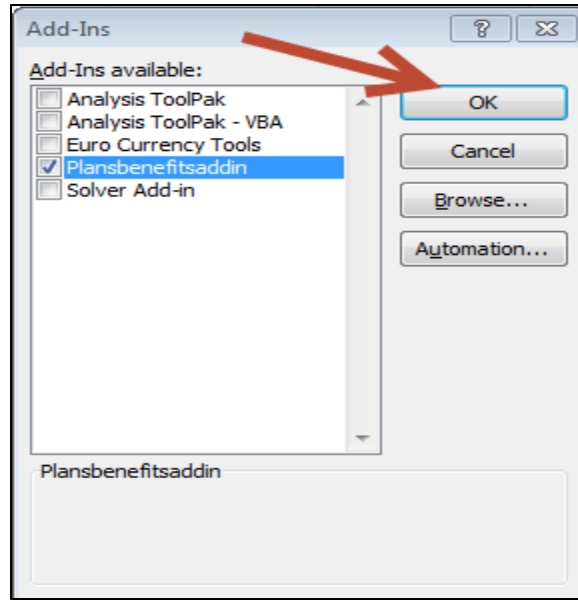 Add-Ins
Add-Ins available:
Analysis ToolPak
Analysis ToolPak - VBA
Euro Currency Tools
Plansbenefitsaddin
Solver Add-in
OK
Cancel
Browse...
Automation...
Plansbenefitsaddin